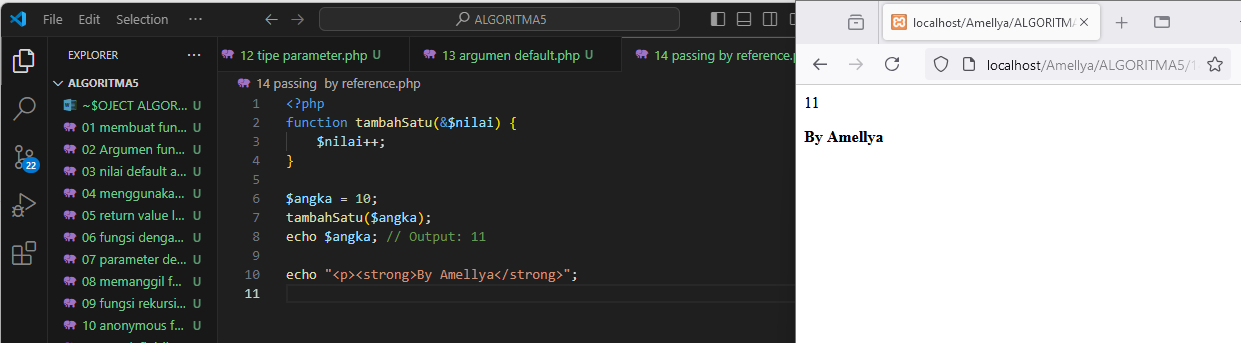 File Edit Selection ··· ALGORITMA5
EXPLORER ···
ALGORITMA5
~$OJECT ALGOR... U
01 membuat fun... U
02 Argumen fun... U
03 nilai default a... U
04 menggunaka... U
05 return value l... U
06 fungsi denga... U
07 parameter de... U
08 memanggil f... U
09 fungsi rekursi... U
10 anonymous f... U
22
12 tipe parameter.php U
13 argumen default.php U
14 passing by reference.p
14 passing by reference.php
1 <?php
2 function tambahSatu(&$nilai) {
3 $nilai++;
4 }
5
6 $angka = 10;
7 tambahSatu($angka);
8 echo $angka; // Output: 11
9
10 echo "<p><strong>By Amellya</strong>";
11
localhost/Amellya/ALGORITMA
localhost/Amellya/ALGORITMA5/1
11
By Amellya